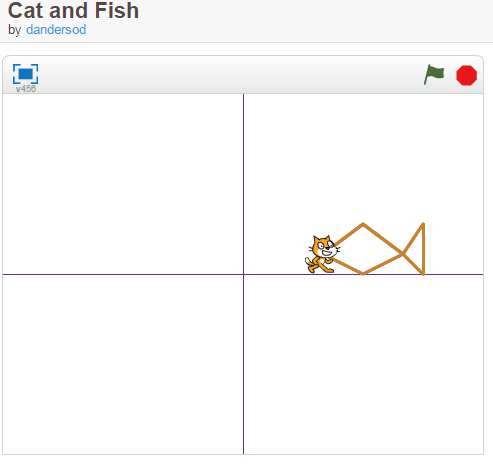 Cat and Fish
by dandersod
v456